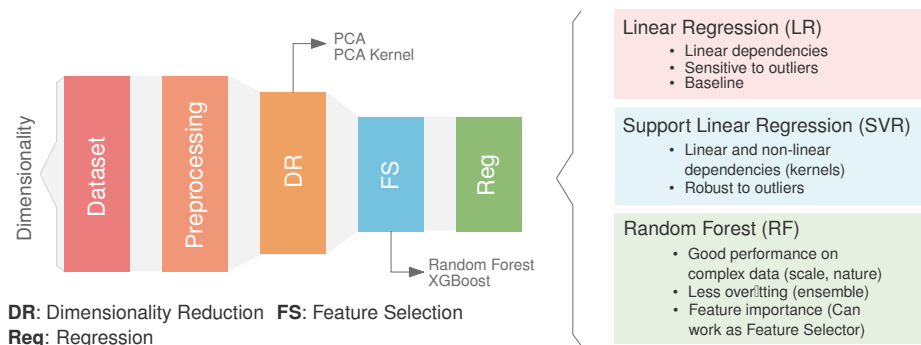 PCA
PCA Kernel
Dimensionality
Dataset
Preprocessing
DR
FS
Reg
Random Forest
XGBoost
DR: Dimensionality Reduction FS: Feature Selection
Reg: Regression
Linear Regression (LR)
• Linear dependencies
• Sensitive to outliers
• Baseline
Support Linear Regression (SVR)
• Linear and non-linear
dependencies (kernels)
• Robust to outliers
Random Forest (RF)
• Good performance on
complex data (scale, nature)
• Less over▯tting (ensemble)
• Feature importance (Can
work as Feature Selector)